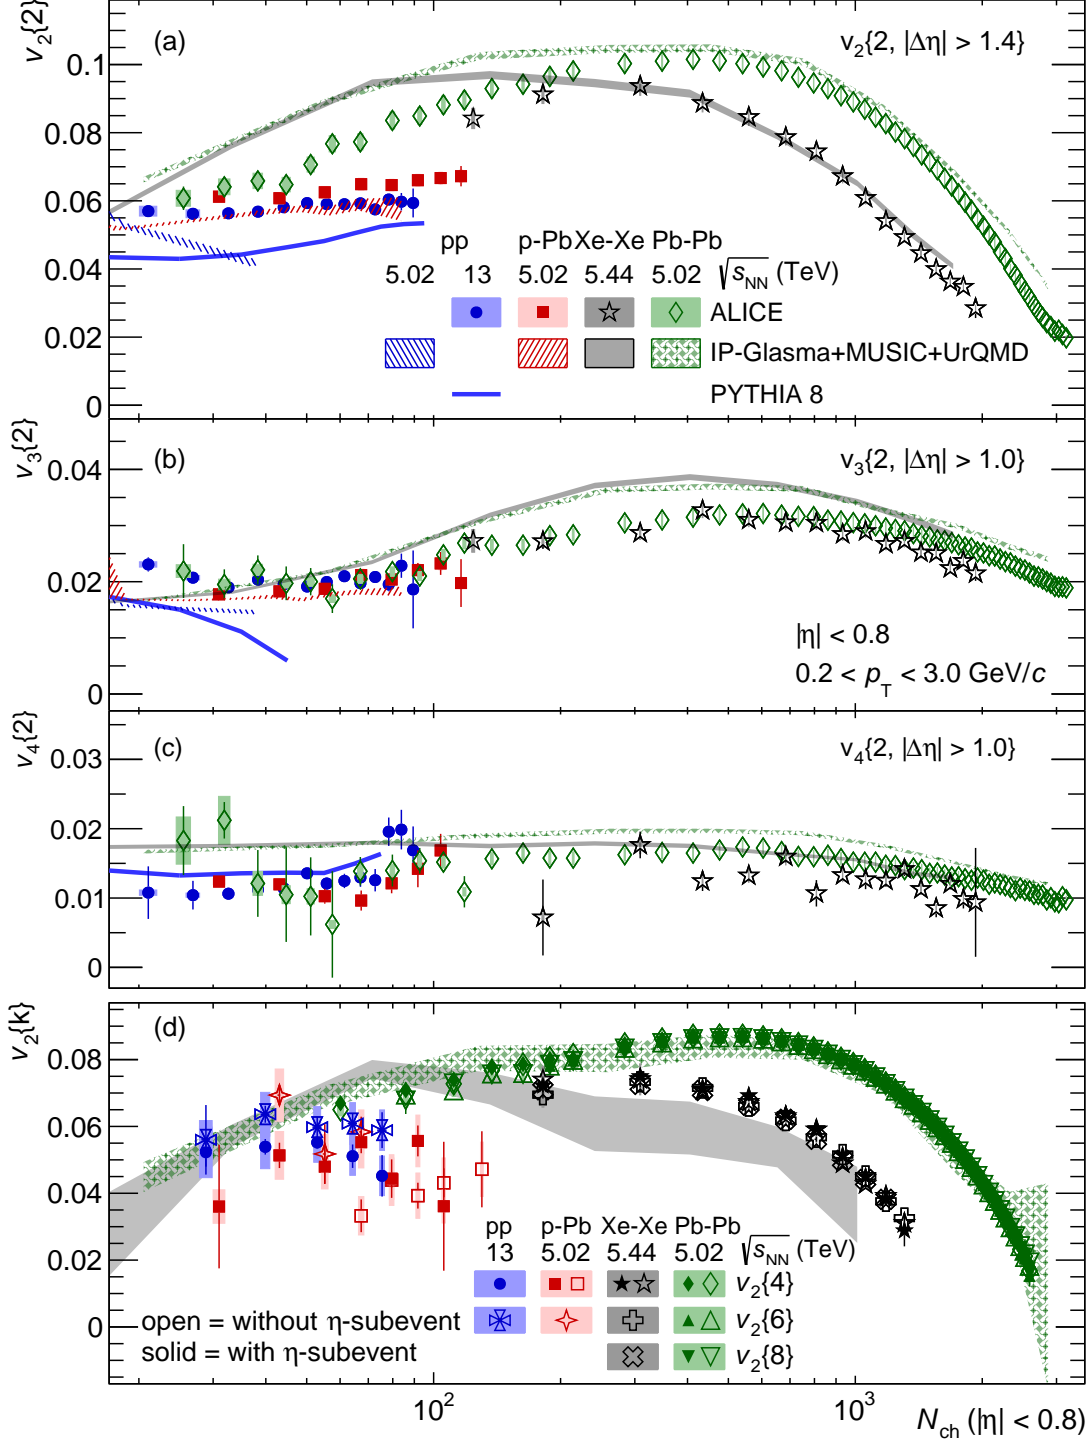 v2{2}
(a)
v2{2, |Δη| > 1.4}
0.1
0.08
0.06
0.04
0.02
0
pp p-Pb Xe-Xe Pb-Pb
5.02 13 5.02 5.44 5.02 √sNN (TeV)
ALICE
IP-Glasma+MUSIC+UrQMD
PYTHIA 8
v3{2}
(b)
v3{2, |Δη| > 1.0}
0.04
0.02
0
|η| < 0.8
0.2 < pT < 3.0 GeV/c
v4{2}
(c)
v4{2, |Δη| > 1.0}
0.03
0.02
0.01
0
v2{k}
(d)
0.08
0.06
0.04
0.02
0
pp p-Pb Xe-Xe Pb-Pb
13 5.02 5.44 5.02 √sNN (TeV)
v2{4}
v2{6}
v2{8}
open = without η-subevent
solid = with η-subevent
10² 10³
Nch (|η| < 0.8)